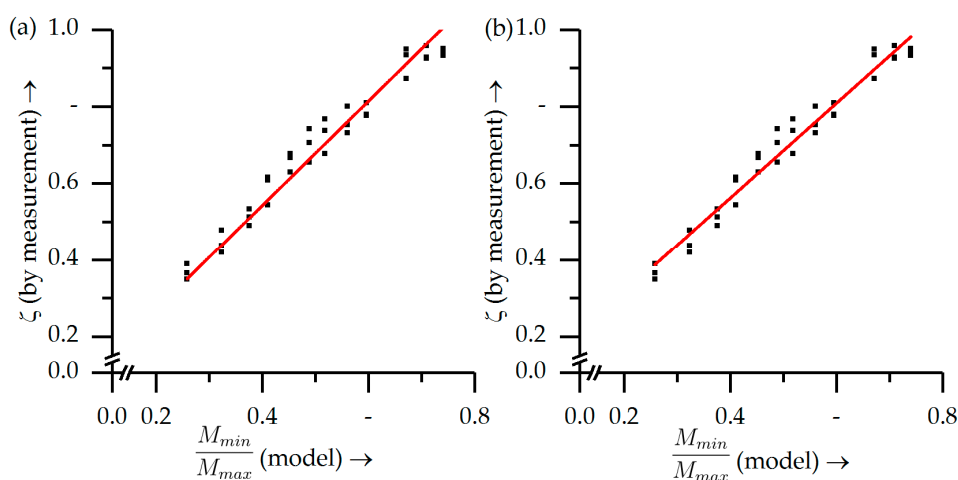 (a)
1.0
-
0.6
0.4
0.2
0.0
ζ (by measurement) →
0.0 0.2 0.4 - 0.8
M_min
M_max (model) →
(b)
1.0
-
0.6
0.4
0.2
0.0
ζ (by measurement) →
0.0 0.2 0.4 - 0.8
M_min
M_max (model) →